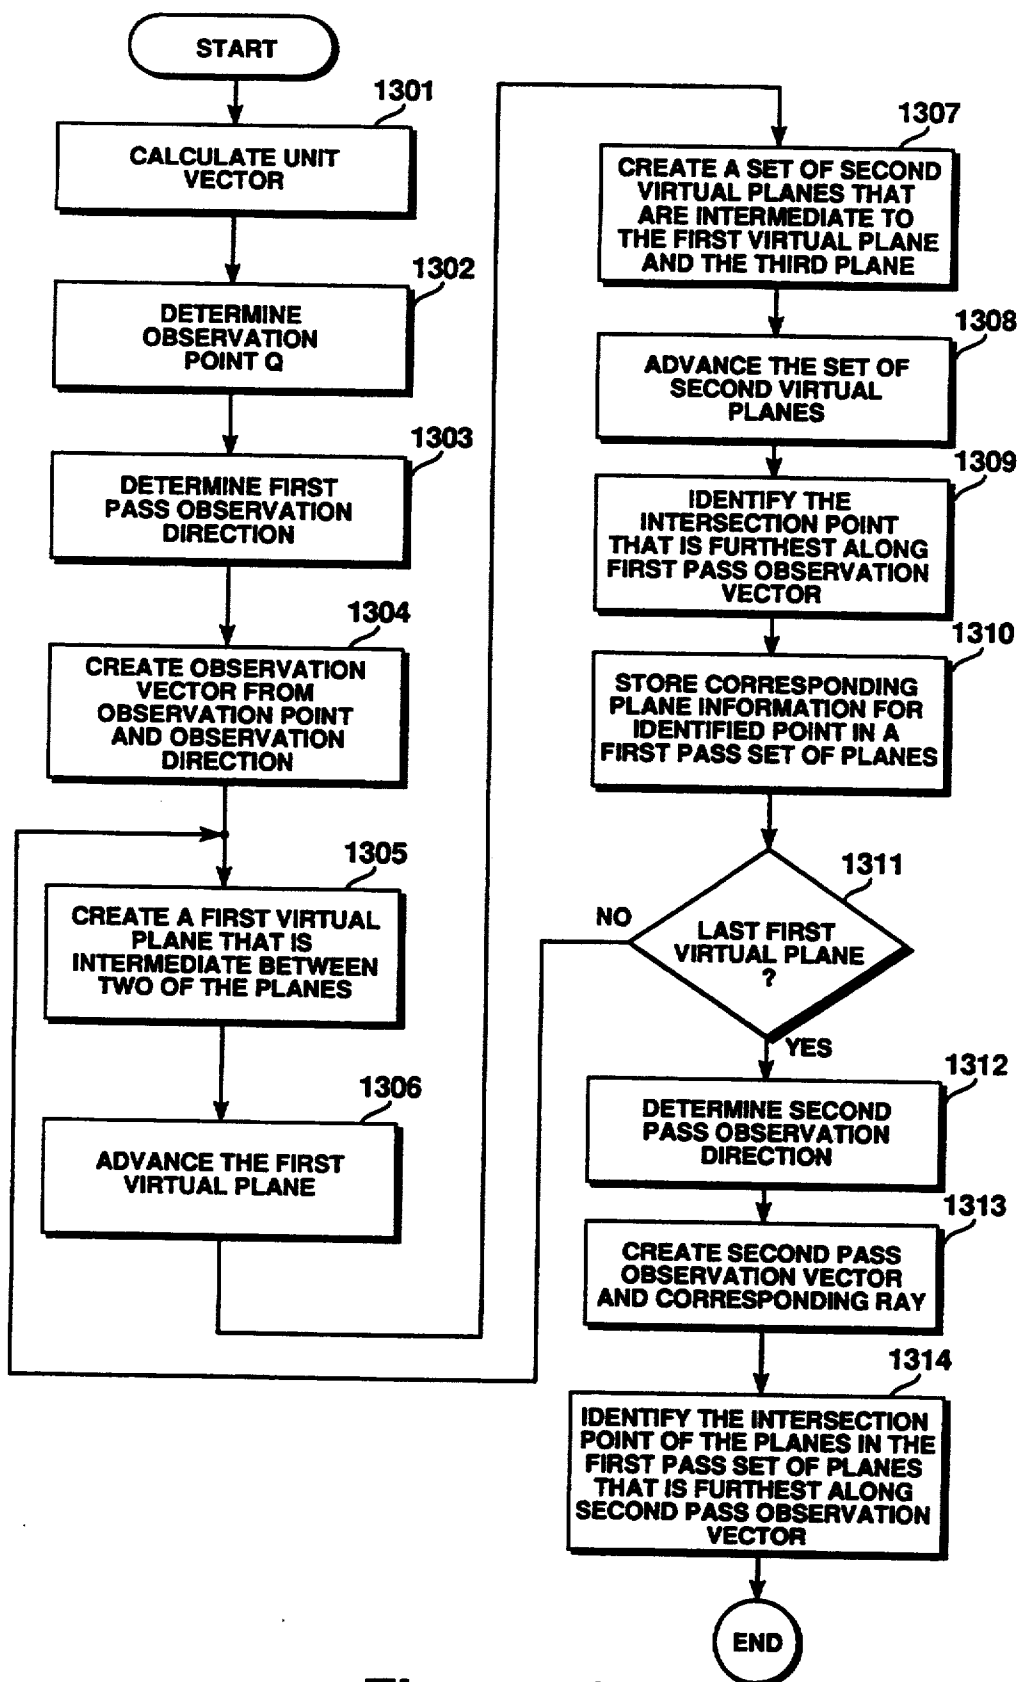 START
1301
CALCULATE UNIT
VECTOR
1302
DETERMINE
OBSERVATION
POINT Q
1303
DETERMINE FIRST
PASS OBSERVATION
DIRECTION
1304
CREATE OBSERVATION
VECTOR FROM
OBSERVATION POINT
AND OBSERVATION
DIRECTION
1305
CREATE A FIRST VIRTUAL
PLANE THAT IS
INTERMEDIATE BETWEEN
TWO OF THE PLANES
1306
ADVANCE THE FIRST
VIRTUAL PLANE
1307
CREATE A SET OF SECOND
VIRTUAL PLANES THAT
ARE INTERMEDIATE TO
THE FIRST VIRTUAL PLANE
AND THE THIRD PLANE
1308
ADVANCE THE SET OF
SECOND VIRTUAL
PLANES
1309
IDENTIFY THE
INTERSECTION POINT
THAT IS FURTHEST ALONG
FIRST PASS OBSERVATION
VECTOR
1310
STORE CORRESPONDING
PLANE INFORMATION FOR
IDENTIFIED POINT IN A
FIRST PASS SET OF PLANES
1311
NO
LAST FIRST
VIRTUAL PLANE
?
YES
1312
DETERMINE SECOND
PASS OBSERVATION
DIRECTION
1313
CREATE SECOND PASS
OBSERVATION VECTOR
AND CORRESPONDING RAY
1314
IDENTIFY THE INTERSECTION
POINT OF THE PLANES IN THE
FIRST PASS SET OF PLANES
THAT IS FURTHEST ALONG
SECOND PASS OBSERVATION
VECTOR
END